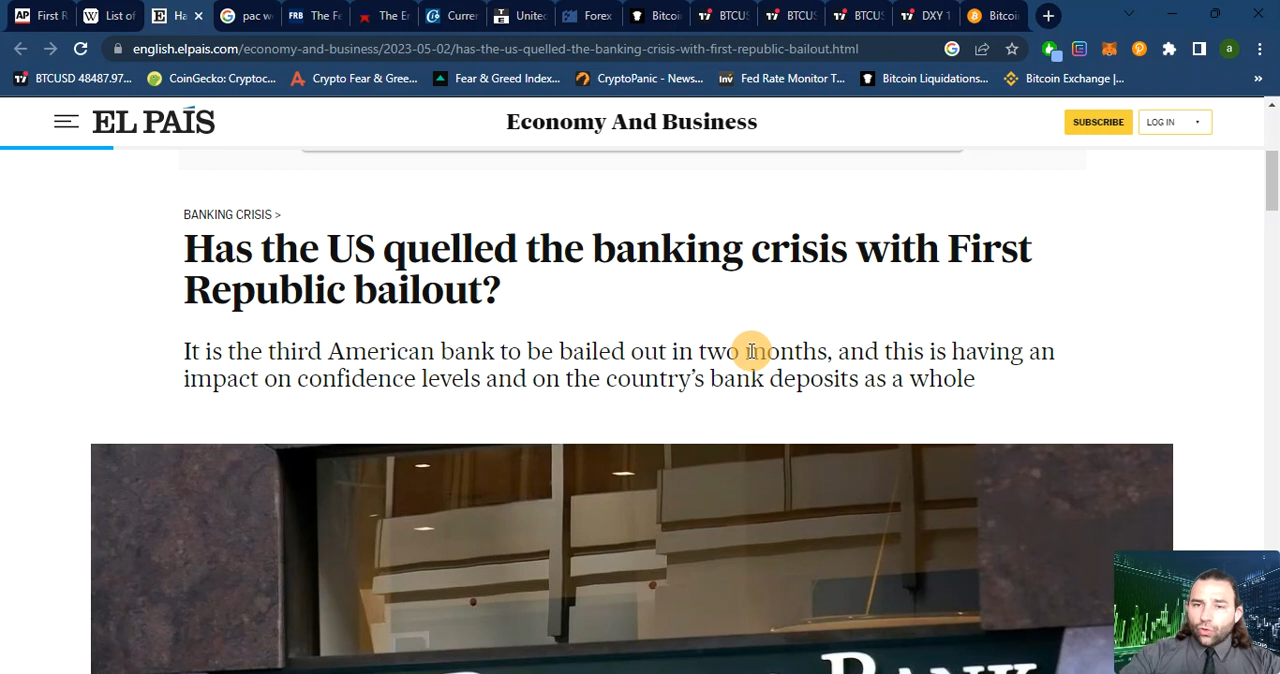 First R
List of
Ha
pac w
FRB The Fe
The Er
Currer
Unitec
Forex
Bitcoi
BTCUS
BTCUS
BTCUS
DXY 1
Bitcoi
english.elpais.com/economy-and-business/2023-05-02/has-the-us-quelled-the-banking-crisis-with-first-republic-bailout.html
BTCUSD 48487.97...
CoinGecko: Cryptoc...
Crypto Fear & Gree...
Fear & Greed Index...
CryptoPanic - News...
Fed Rate Monitor T...
Bitcoin Liquidations...
Bitcoin Exchange |...
EL PAÍS
Economy And Business
SUBSCRIBE
LOG IN
BANKING CRISIS >
Has the US quelled the banking crisis with First
Republic bailout?
It is the third American bank to be bailed out in two months, and this is having an
impact on confidence levels and on the country's bank deposits as a whole
BANK